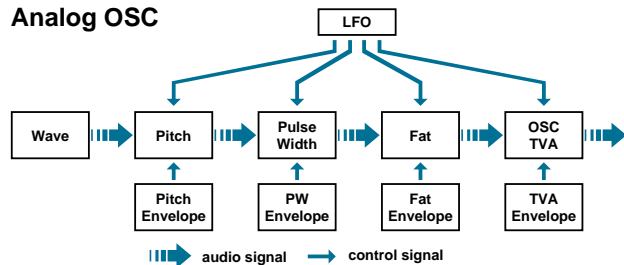 Analog OSC
LFO
Wave
Pitch
Pulse
Width
Fat
OSC
TVA
Pitch
Envelope
PW
Envelope
Fat
Envelope
TVA
Envelope
audio signal
control signal